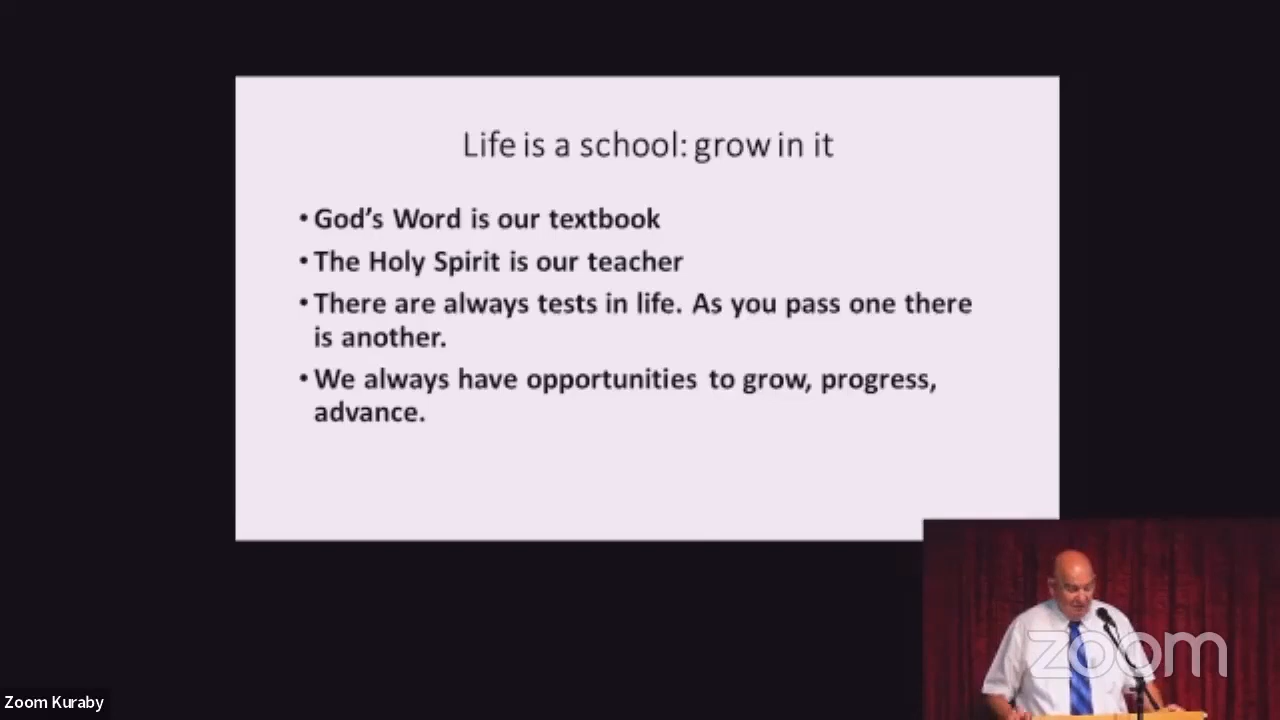 Life is a school: grow in it
• God’s Word is our textbook
• The Holy Spirit is our teacher
• There are always tests in life. As you pass one there
is another.
• We always have opportunities to grow, progress,
advance.
zoom
Zoom Kuraby